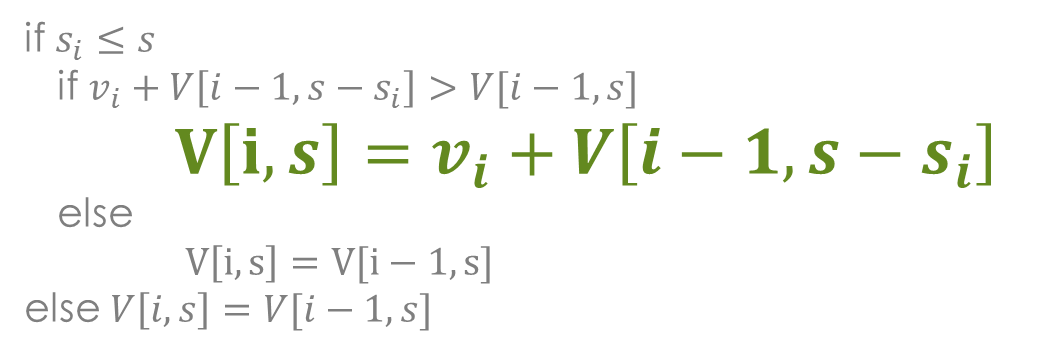 if sᵢ ≤ s
if vᵢ + V[i − 1, s − sᵢ] > V[i − 1, s]
V[i, s] = vᵢ + V[i − 1, s − sᵢ]
else
V[i, s] = V[i − 1, s]
else V[i, s] = V[i − 1, s]